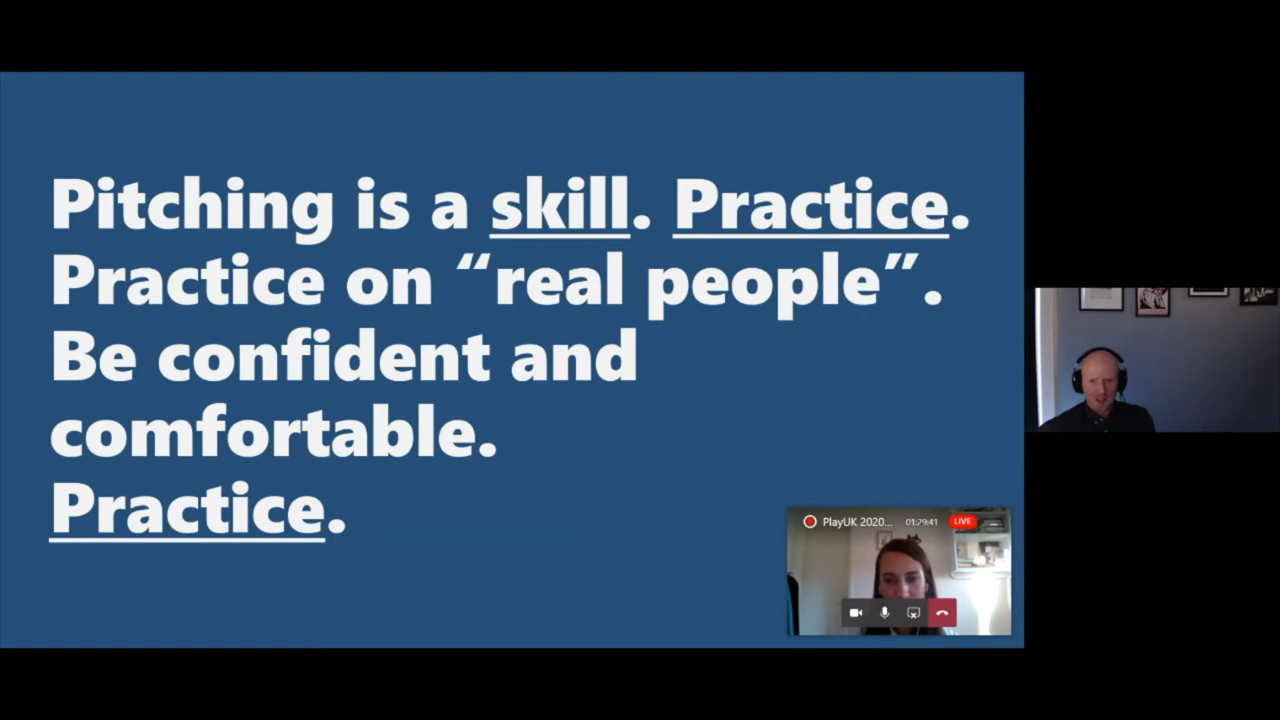 Pitching is a skill. Practice.
Practice on “real people”.
Be confident and
comfortable.
Practice.
PlayUK 2020... 01:29:41 LIVE